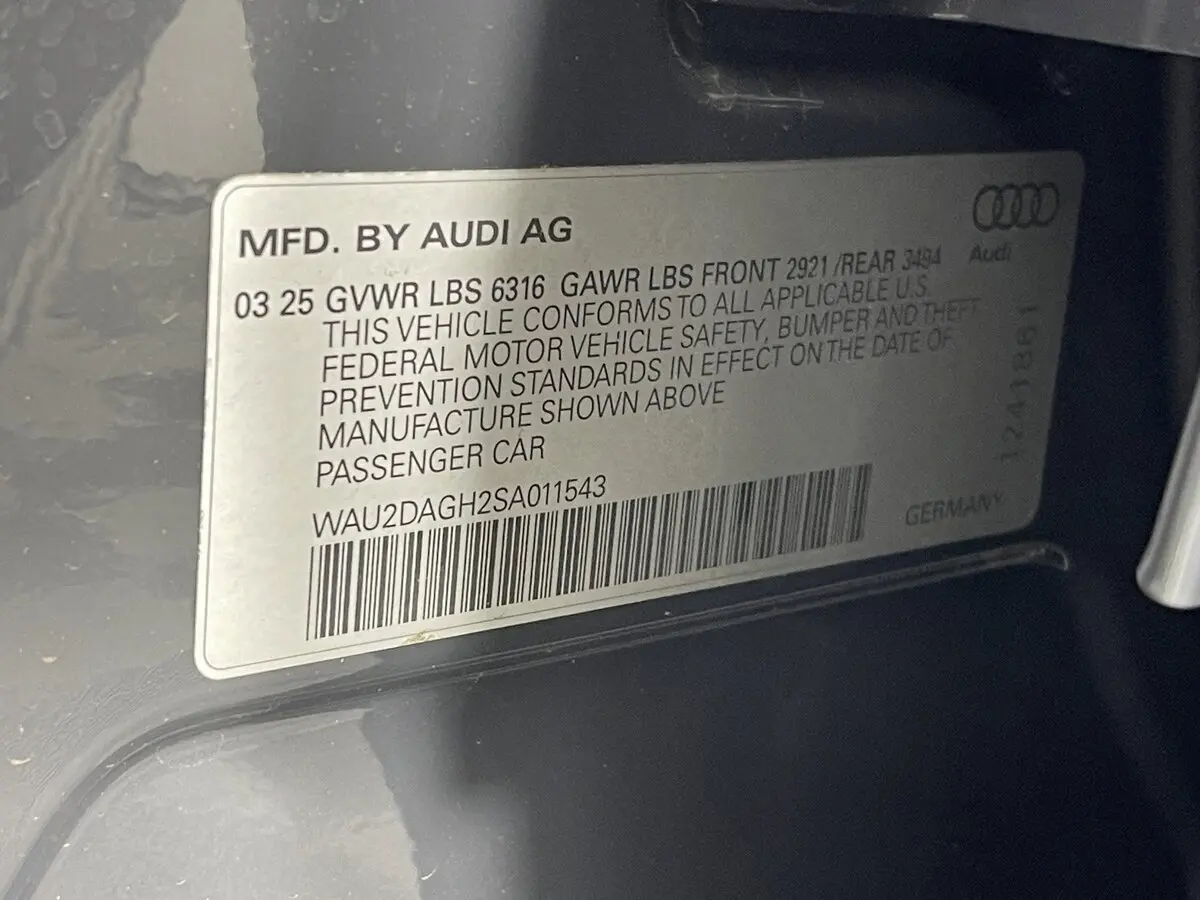 MFD. BY AUDI AG
Audi
03 25 GVWR LBS 6316 GAWR LBS FRONT 2921 /REAR 3494
THIS VEHICLE CONFORMS TO ALL APPLICABLE U.S.
FEDERAL MOTOR VEHICLE SAFETY, BUMPER AND THEFT
PREVENTION STANDARDS IN EFFECT ON THE DATE OF
MANUFACTURE SHOWN ABOVE
PASSENGER CAR
WAU2DAGH2SA011543
GERMANY
1241861